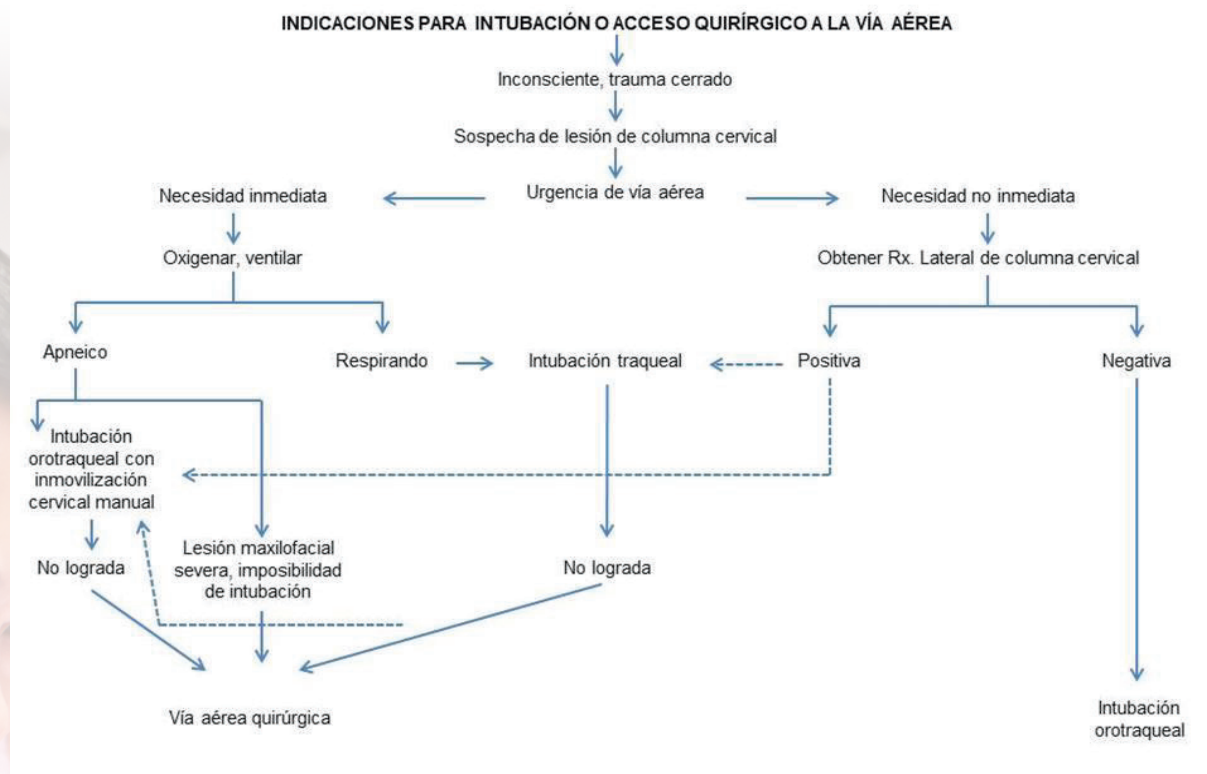 INDICACIONES PARA INTUBACIÓN O ACCESO QUIRÍRGICO A LA VÍA AÉREA
Inconsciente, trauma cerrado
Sospecha de lesión de columna cervical
Necesidad inmediata
Urgencia de vía aérea
Necesidad no inmediata
Oxigenar, ventilar
Obtener Rx. Lateral de columna cervical
Apneico
Respirando
Intubación traqueal
Positiva
Negativa
Intubación
orotraqueal con
inmovilización
cervical manual
No lograda
Lesión maxilofacial
severa, imposibilidad
de intubación
No lograda
Vía aérea quirúrgica
Intubación
orotraqueal